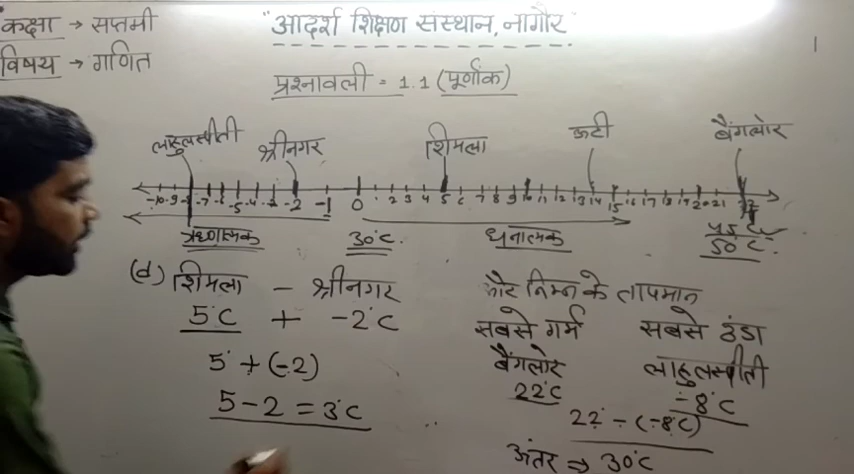 कक्षा → सप्तमी
"आदर्श शिक्षण संस्थान, नागौर"
विषय → गणित
प्रश्नावली = 1.1 (पूर्णांक)
लाहुलस्पीती श्रीनगर शिमला ऊटी बैंगलोर
-10 -9 -8 -7 -6 -5 -4 -3 -2 -1 0 1 2 3 4 5 6 7 8 9 10 11 12 13 14 15 16 17 18 19 20 21
ऋणात्मक 30°C. धनात्मक
50°C.
(d) शिमला - श्रीनगर
5°C + -2°C
5° + (-2)
5 - 2 = 3°C
और निम्न के तापमान
सबसे गर्म सबसे ठंडा
बैंगलोर लाहुलस्पीती
22°C -8°C
22° - (-8°C)
अंतर ⇒ 30°C